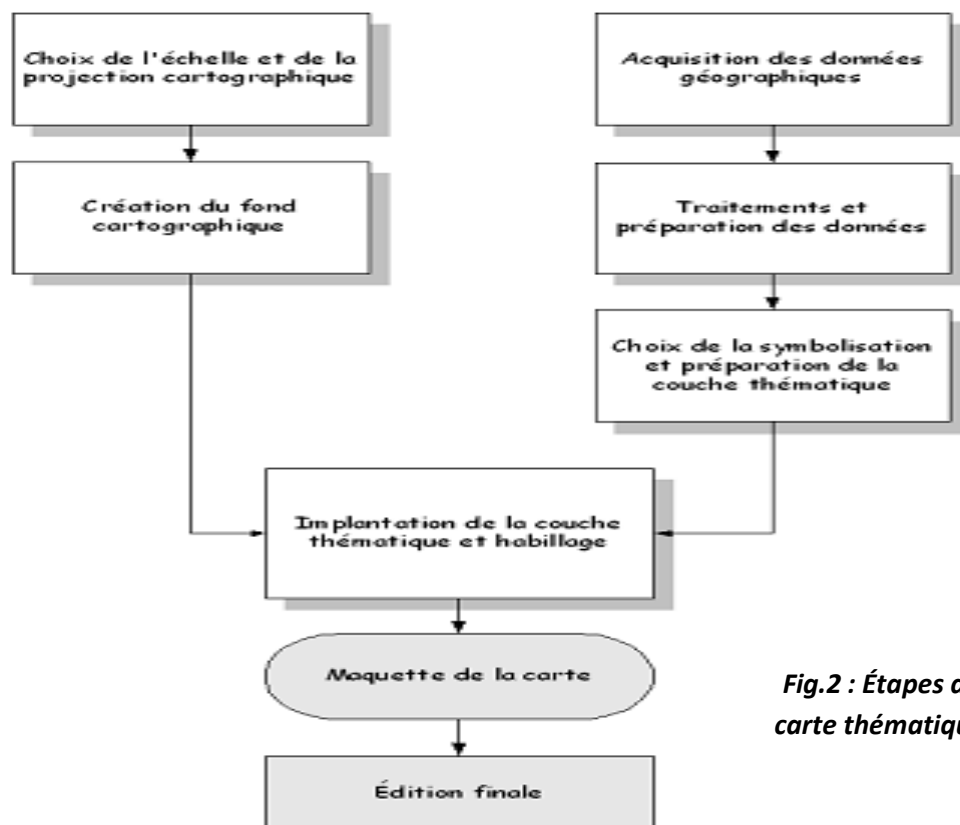 Choix de l'échelle et de la
projection cartographique
Acquisition des données
géographiques
Création du fond
cartographique
Traitements et
préparation des données
Choix de la symbolisation
et préparation de la
couche thématique
Implantation de la couche
thématique et habillage
Maquette de la carte
Édition finale
Fig.2 : Étapes
carte thématiqu